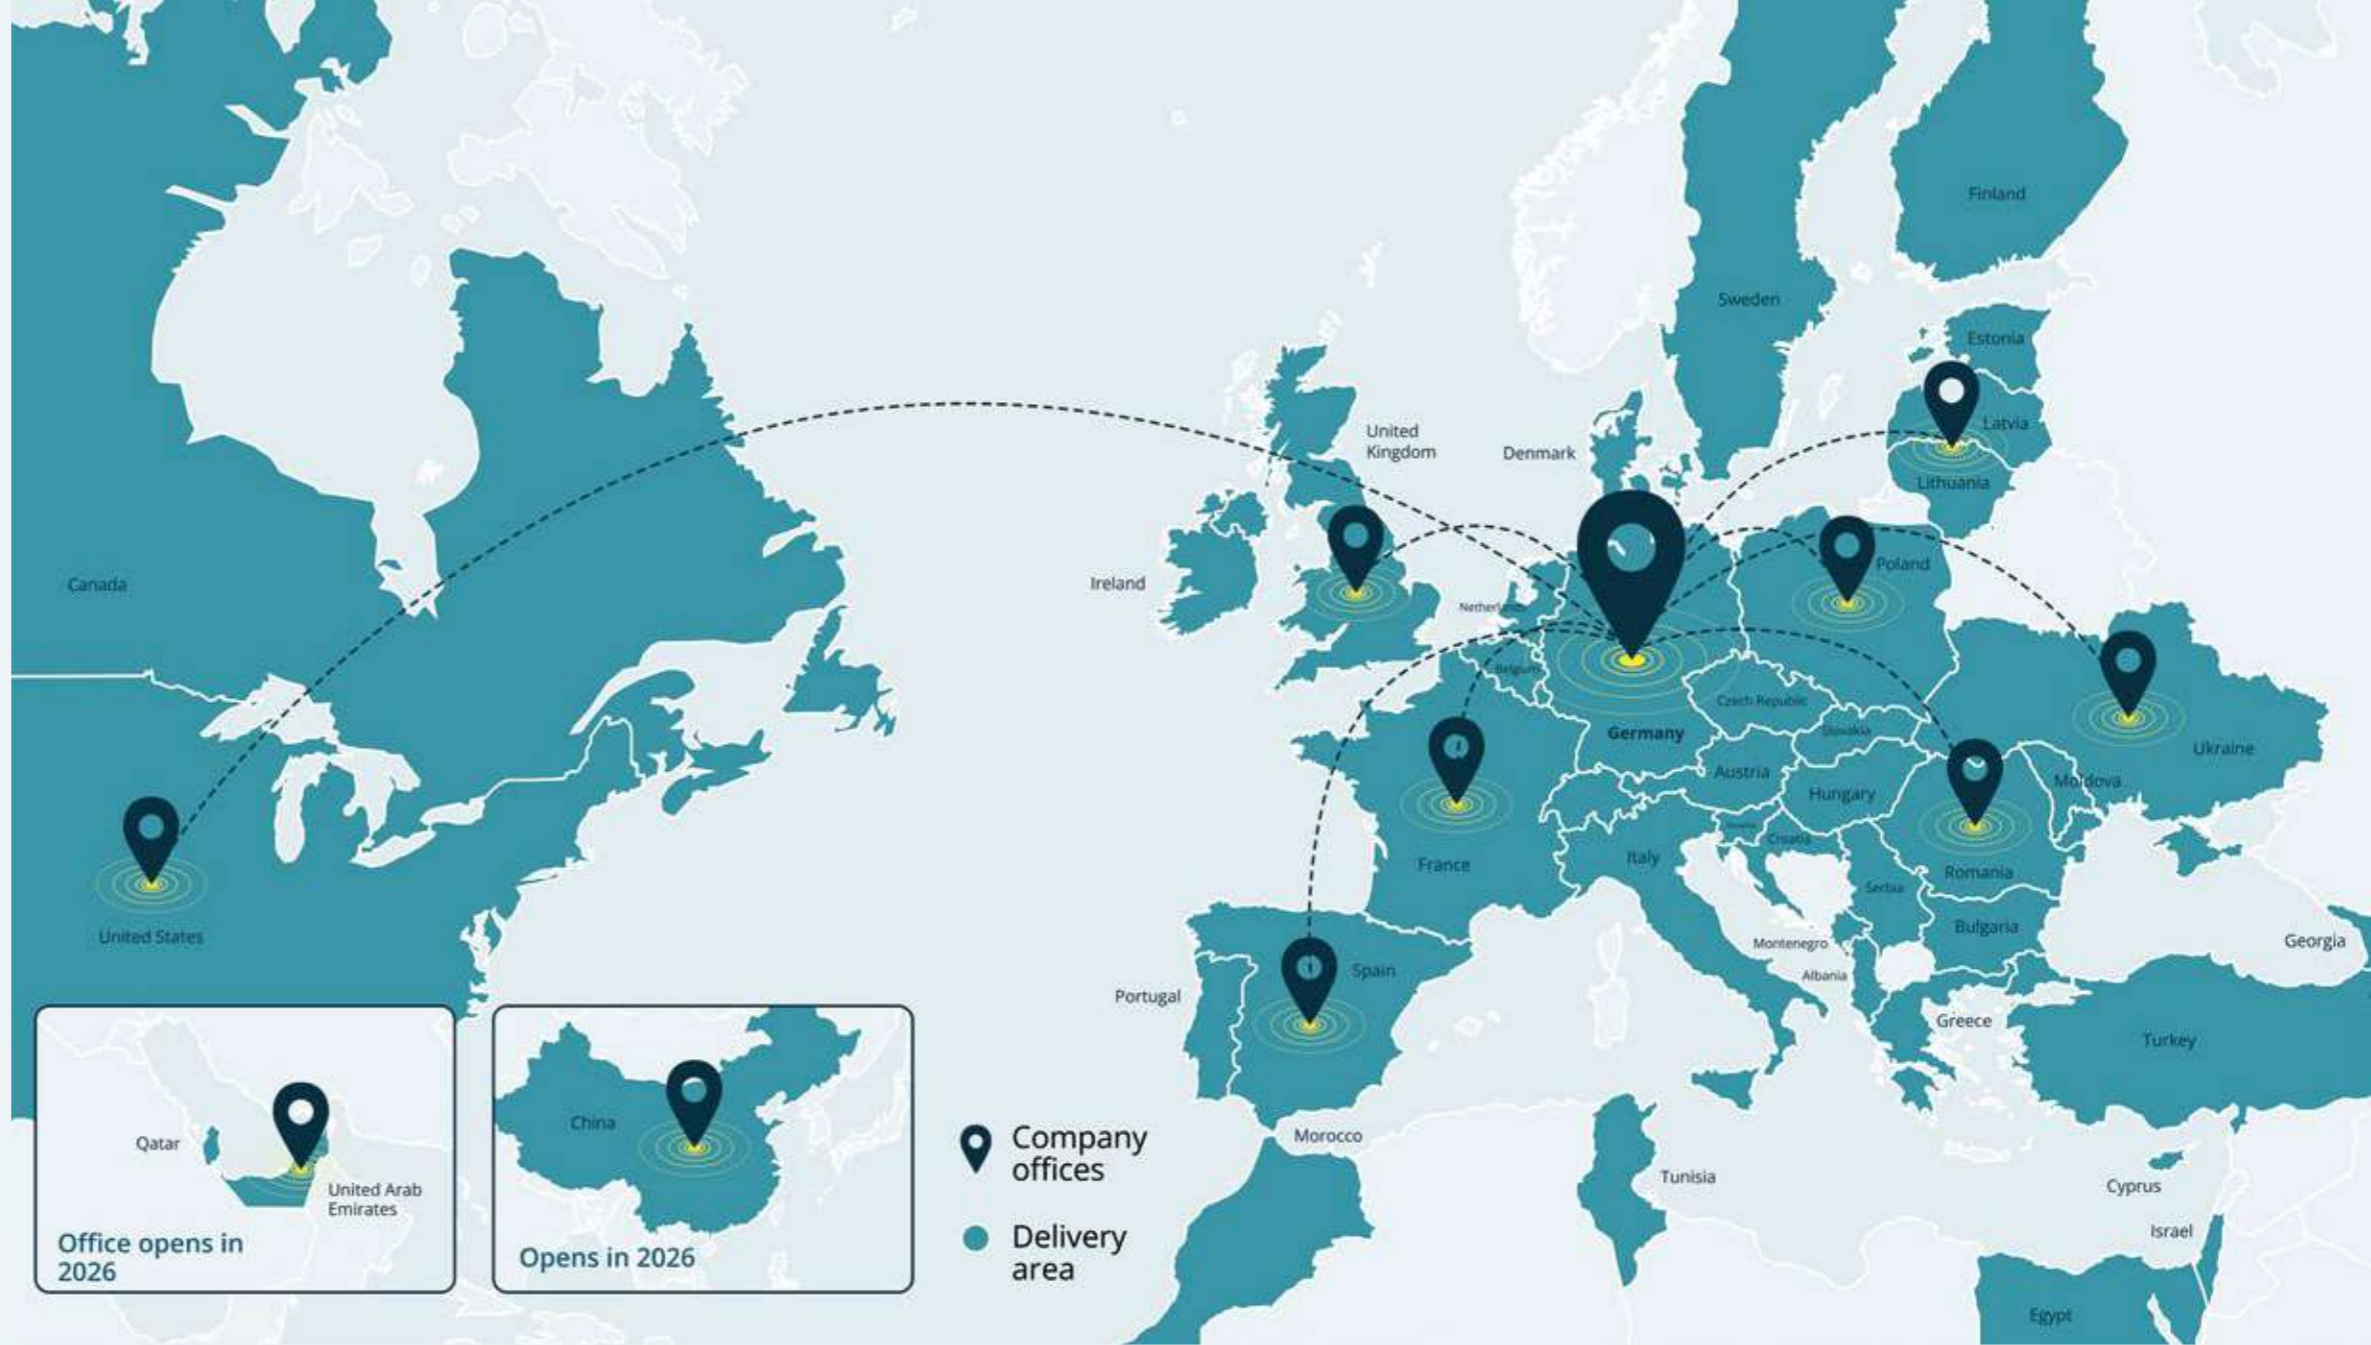 Finland
Sweden
Estonia
Latvia
United
Kingdom
Denmark
Lithuania
Poland
Canada
Ireland
Belgium
Czech Republic
Slovakia
Germany
Ukraine
Austria
Moldova
Hungary
Croatia
Italy
France
Romania
Serbia
Bulgaria
United States
Montenegro
Georgia
Spain
Albania
Portugal
Greece
Turkey
China
Qatar
Company
offices
Morocco
Tunisia
Cyprus
United Arab
Emirates
Israel
Delivery
area
Office opens in
2026
Opens in 2026
Egypt